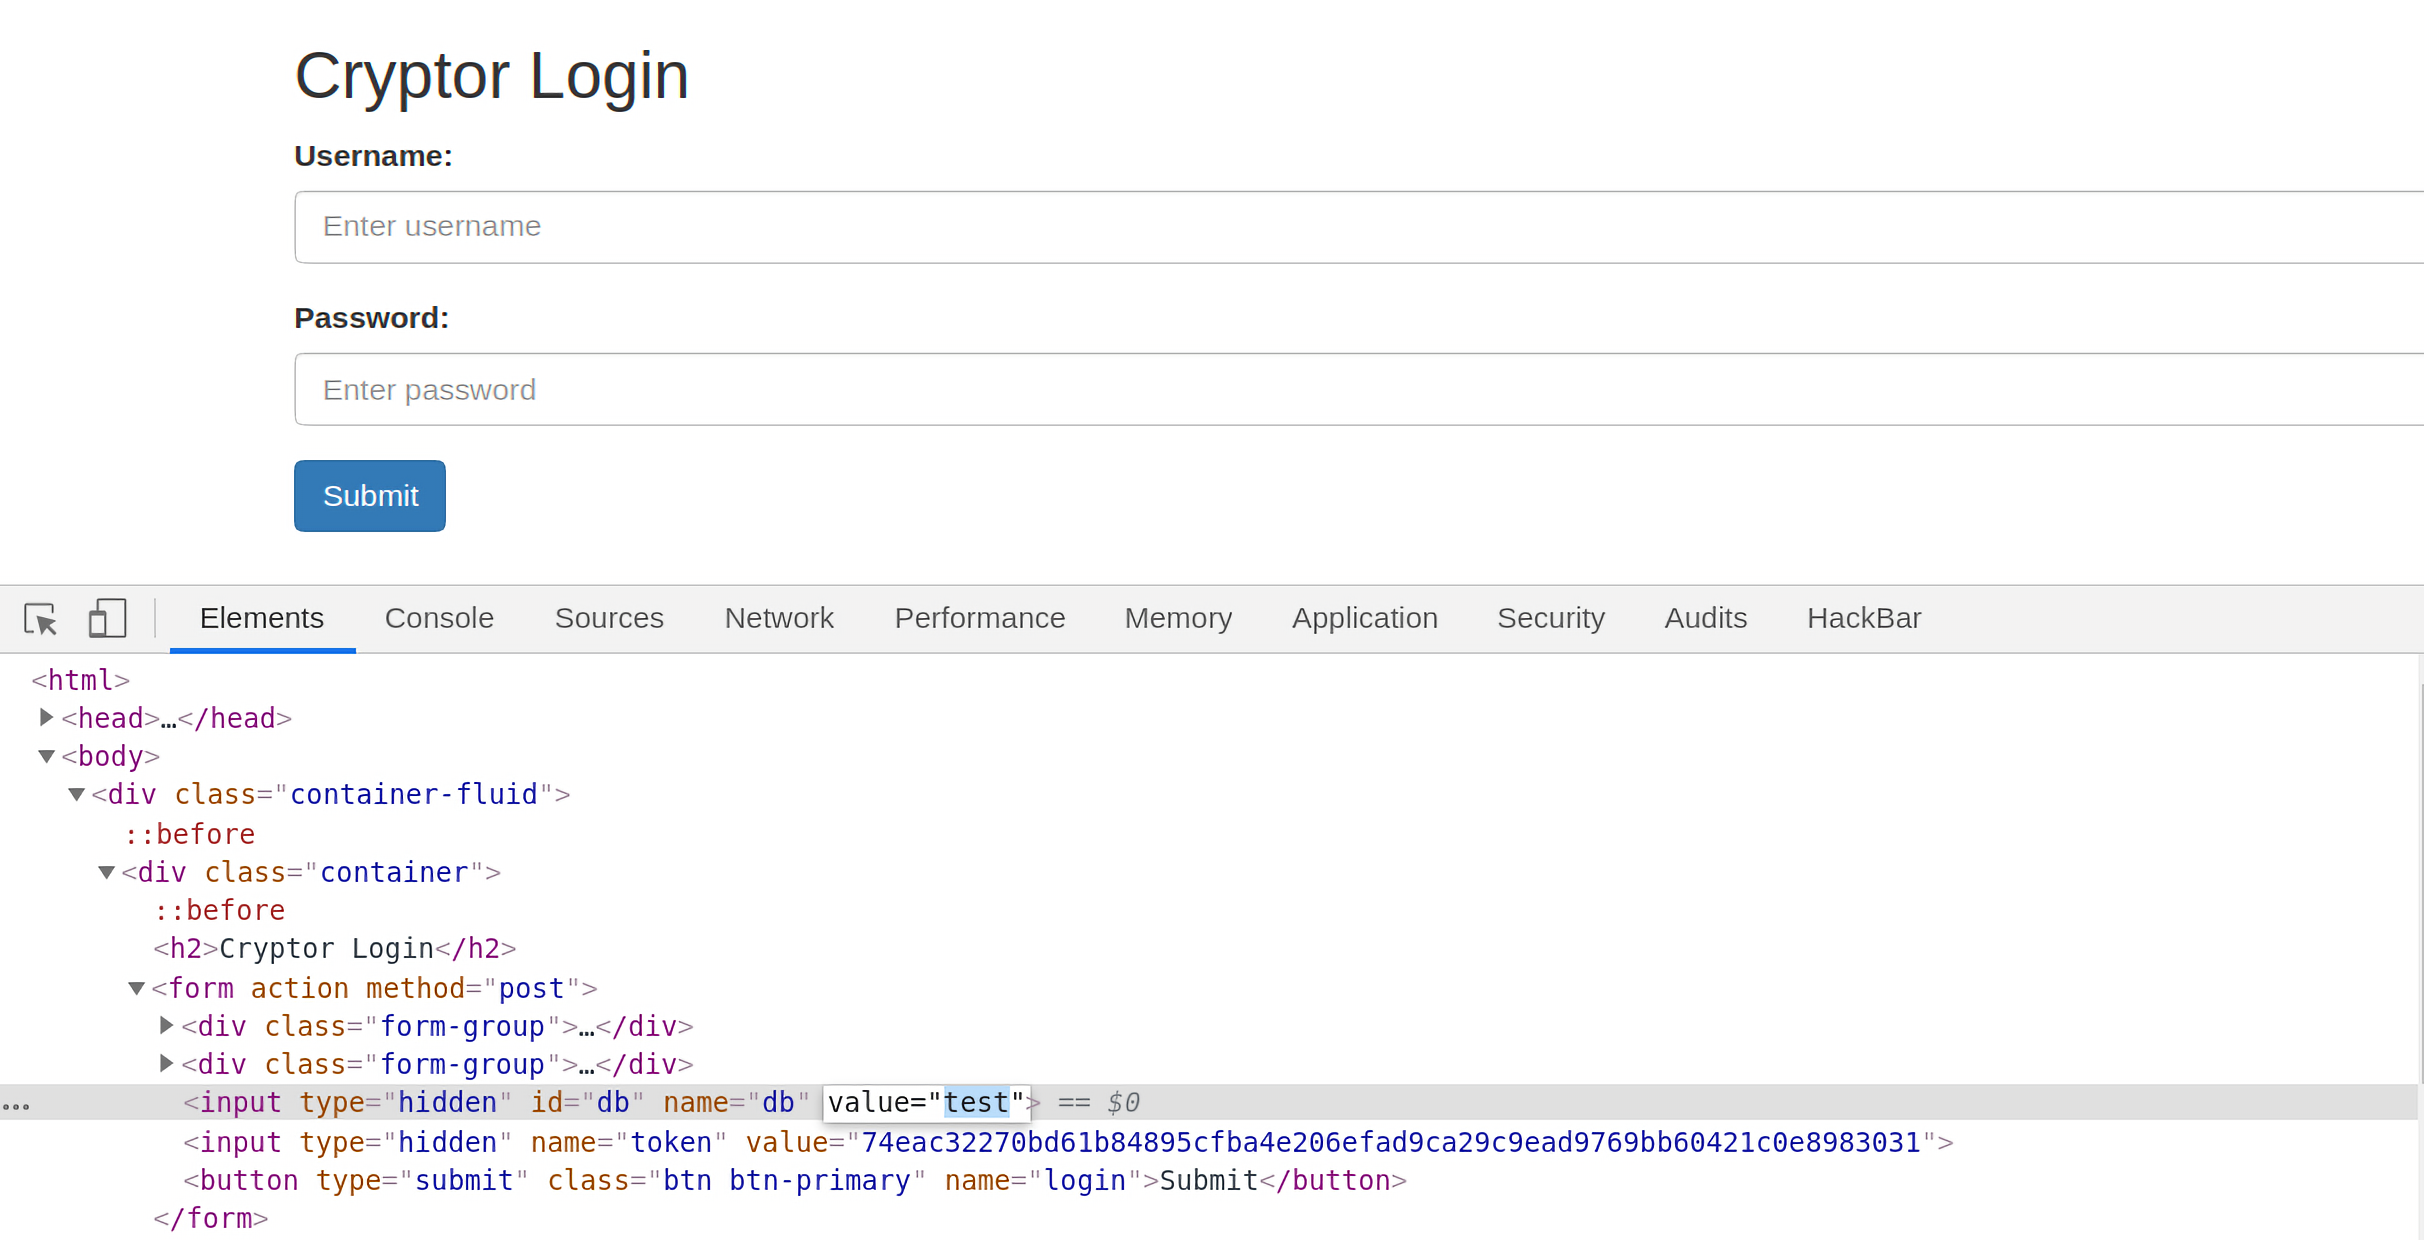 Cryptor Login
Username:
Enter username
Password:
Enter password
Submit
Elements Console Sources Network Performance Memory Application Security Audits HackBar
<html>
<head>…</head>
<body>
<div class="container-fluid">
::before
<div class="container">
::before
<h2>Cryptor Login</h2>
<form action method="post">
<div class="form-group">…</div>
<div class="form-group">…</div>
<input type="hidden" id="db" name="db" value="test"> == $0
<input type="hidden" name="token" value="74eac32270bd61b84895cfba4e206efad9ca29c9ead9769bb60421c0e8983031">
<button type="submit" class="btn btn-primary" name="login">Submit</button>
</form>